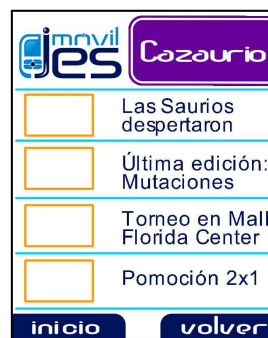 movil
jes
Cazaurio
Las Saurios
despertaron
Última edición:
Mutaciones
Torneo en Mall
Florida Center
Pomoción 2x1
inicio
volver